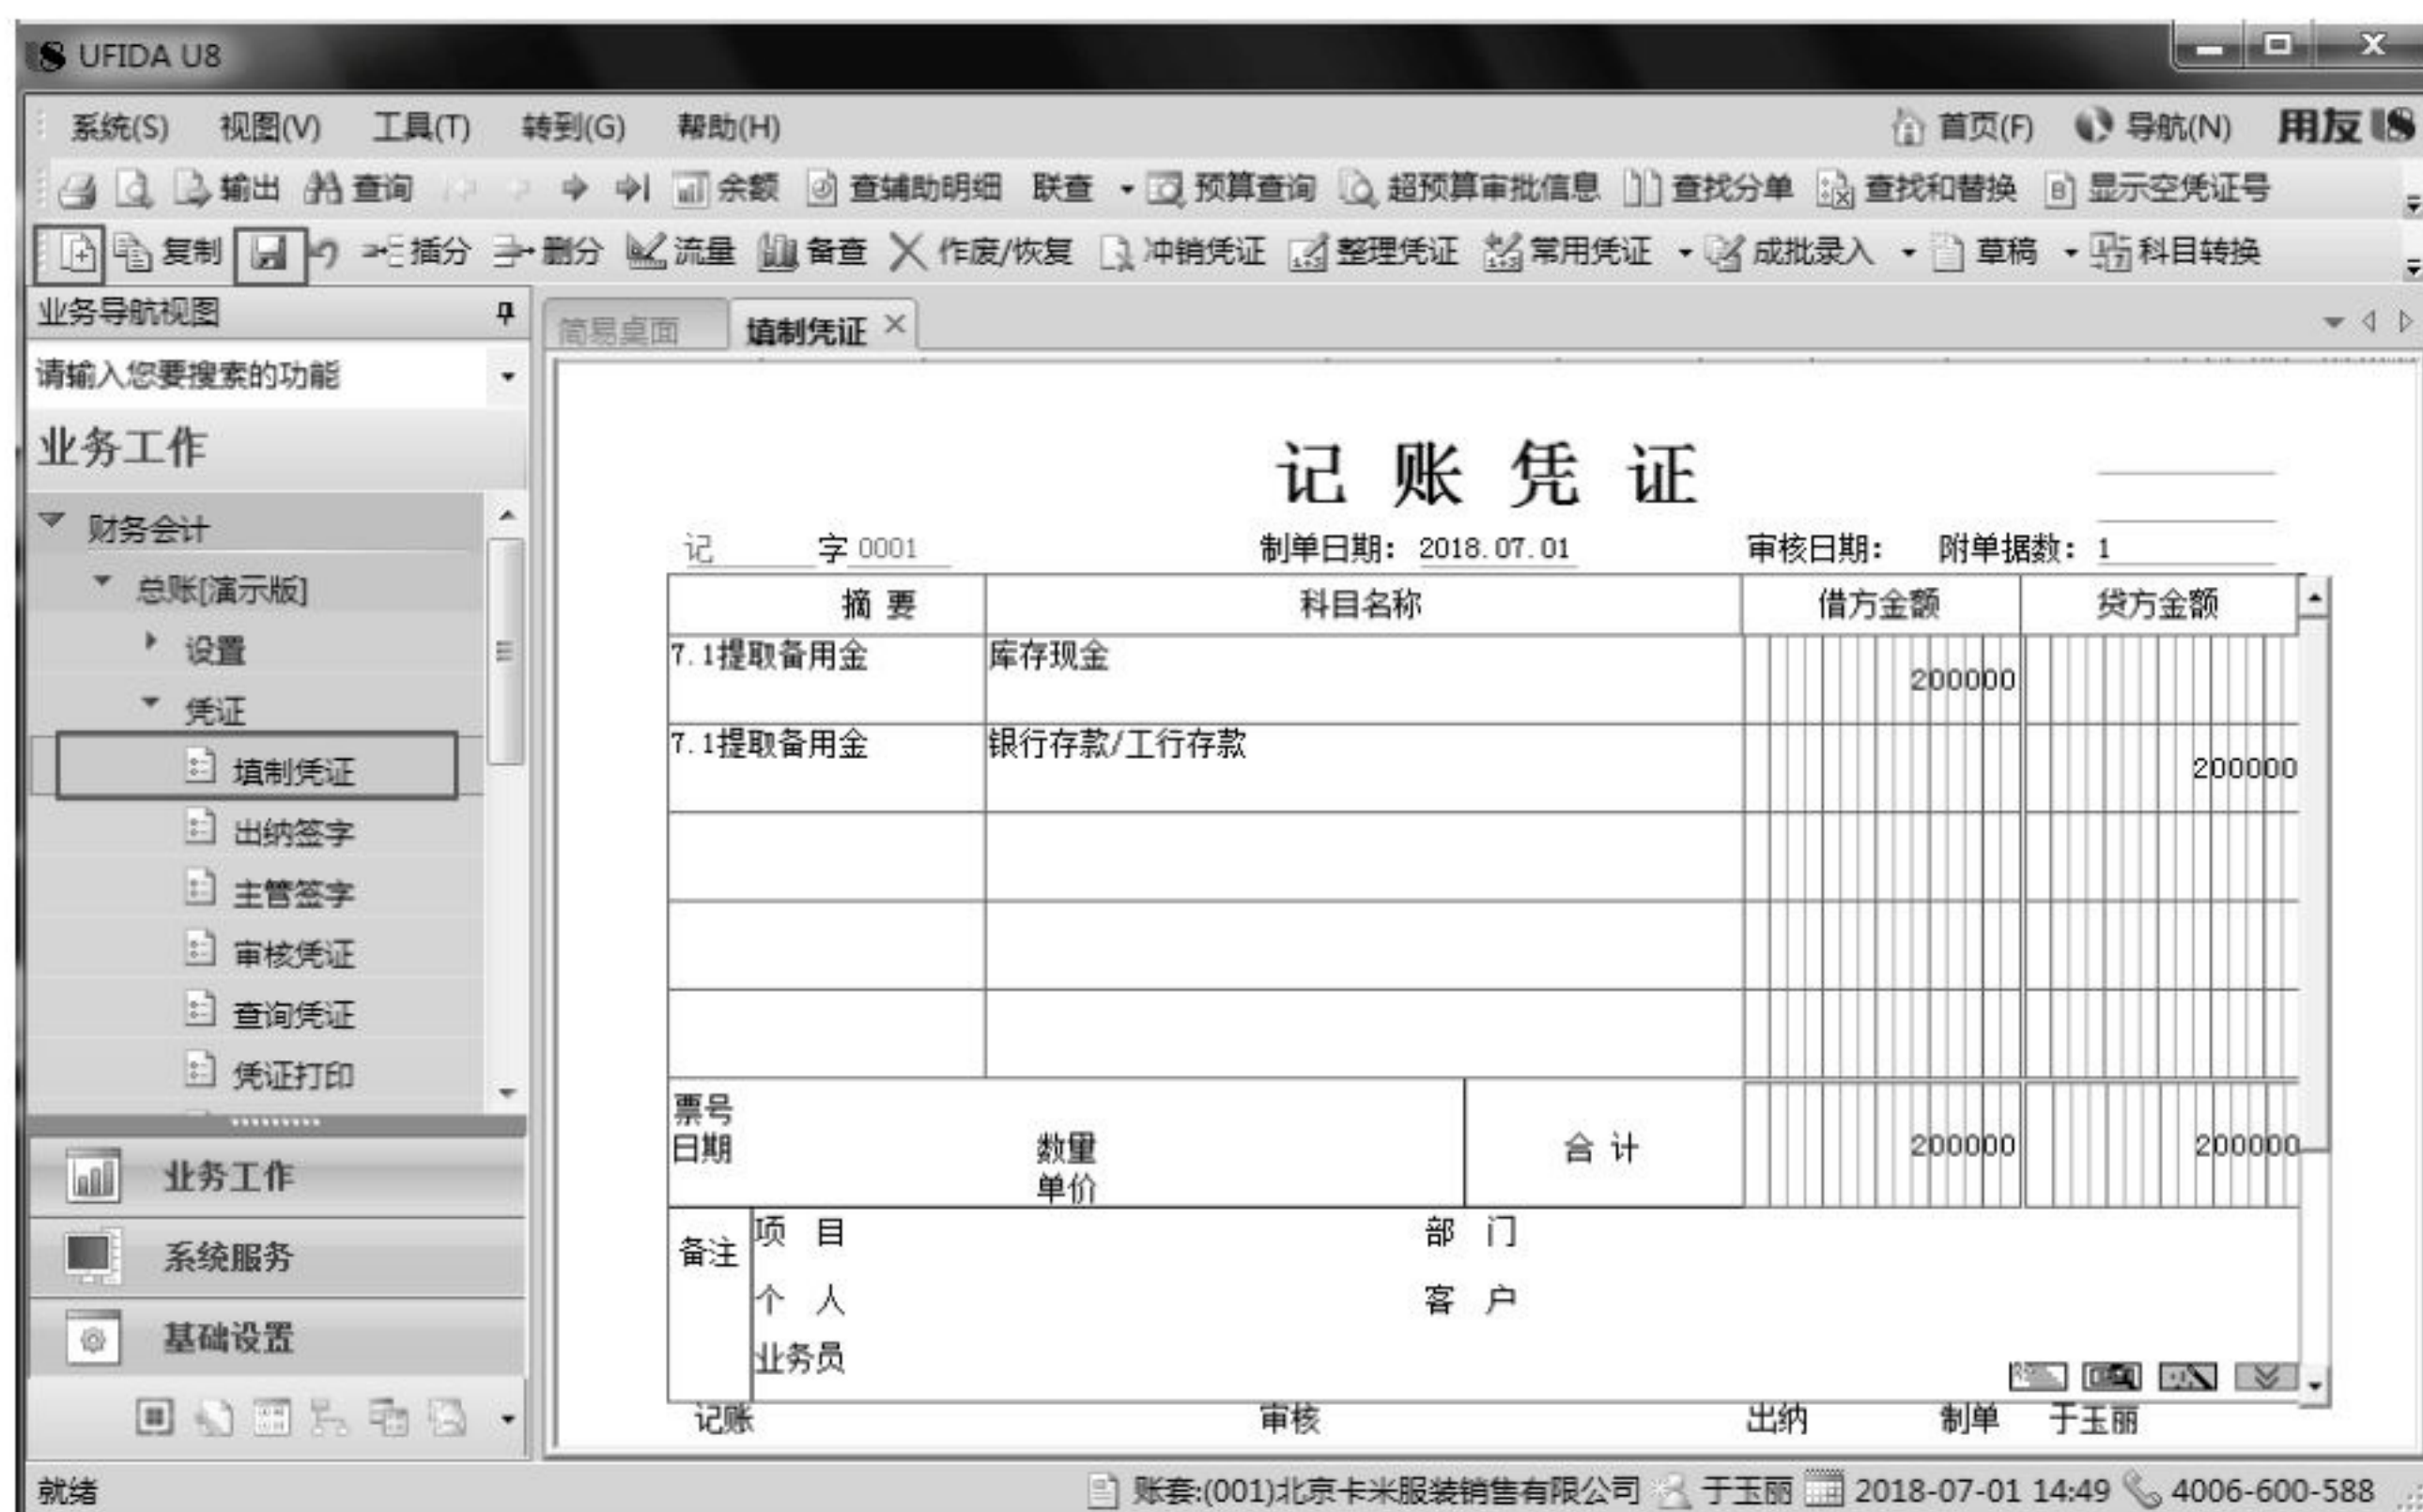 UFIDA U8
系统(S) 视图(V) 工具(T) 转到(G) 帮助(H) 首页(F) 导航(N) 用友 U8
输出 查询 余额 查辅助明细 联查 预算查询 超预算审批信息 查找分单 查找和替换 显示空凭证号
复制 插分 删分 流量 备查 作废/恢复 冲销凭证 整理凭证 常用凭证 成批录入 草稿 科目转换
业务导航视图
请输入您要搜索的功能
业务工作
财务会计
总账[演示版]
设置
凭证
填制凭证
出纳签字
主管签字
审核凭证
查询凭证
凭证打印
业务工作
系统服务
基础设置
简易桌面 填制凭证
记 账 凭 证
记 字 0001 制单日期: 2018.07.01 审核日期: 附单据数: 1
摘 要 科目名称 借方金额 贷方金额
7.1提取备用金 库存现金 200000
7.1提取备用金 银行存款/工行存款 200000
票号
日期 数量 合 计 200000 200000
单价
备注 项 目 部 门
个 人 客 户
业务员
记账 审核 出纳 制单 于玉丽
就绪 账套:(001)北京卡米服装销售有限公司 于玉丽 2018-07-01 14:49 4006-600-588